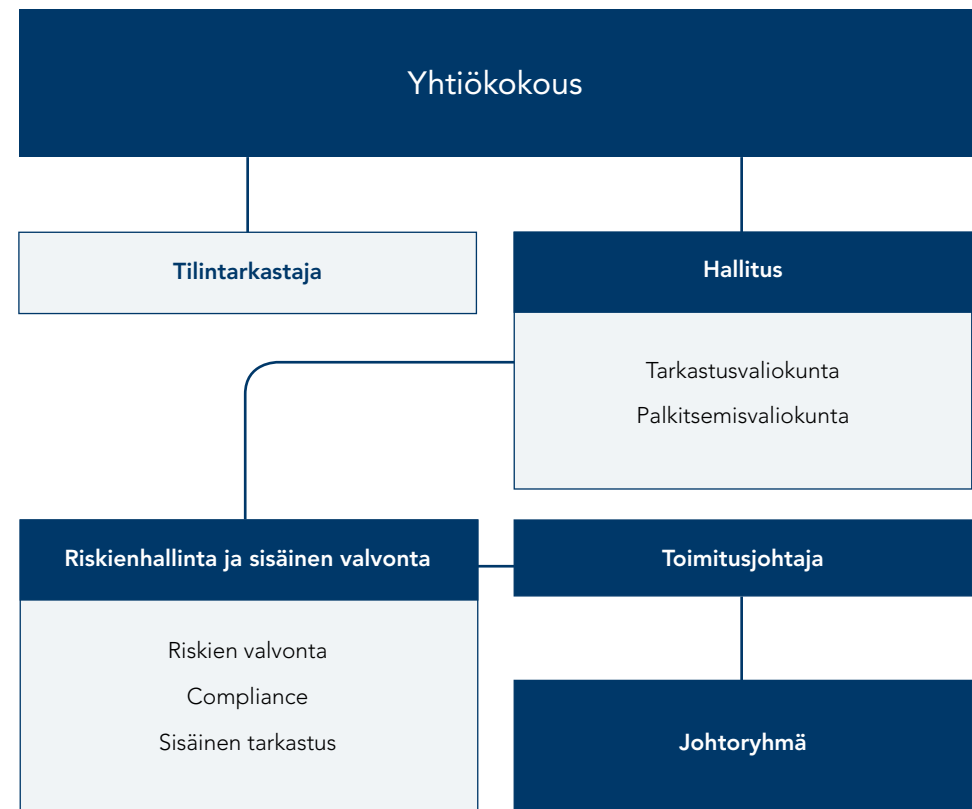 Yhtiökokous
Tilintarkastaja
Hallitus
Tarkastusvaliokunta
Palkitsemisvaliokunta
Riskienhallinta ja sisäinen valvonta
Riskien valvonta
Compliance
Sisäinen tarkastus
Toimitusjohtaja
Johtoryhmä